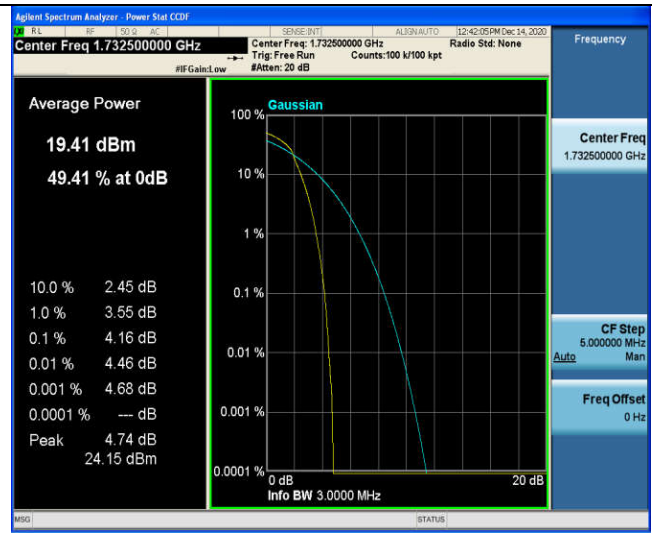 Agilent Spectrum Analyzer - Power Stat CCDF
RL RF 50 Ω AC SENSE:INT ALIGN AUTO 12:42:05 PM Dec 14, 2020
Center Freq 1.732500000 GHz
Center Freq: 1.732500000 GHz Radio Std: None
Trig: Free Run Counts:100 k/100 kpt
#IFGain:Low #Atten: 20 dB
Frequency
Average Power
19.41 dBm
49.41 % at 0dB
10.0 % 2.45 dB
1.0 % 3.55 dB
0.1 % 4.16 dB
0.01 % 4.46 dB
0.001 % 4.68 dB
0.0001 % --- dB
Peak 4.74 dB
24.15 dBm
Gaussian
100 %
10 %
1 %
0.1 %
0.01 %
0.001 %
0.0001 %
0 dB 20 dB
Info BW 3.0000 MHz
Center Freq
1.732500000 GHz
CF Step
5.000000 MHz
Auto Man
Freq Offset
0 Hz
MSG STATUS